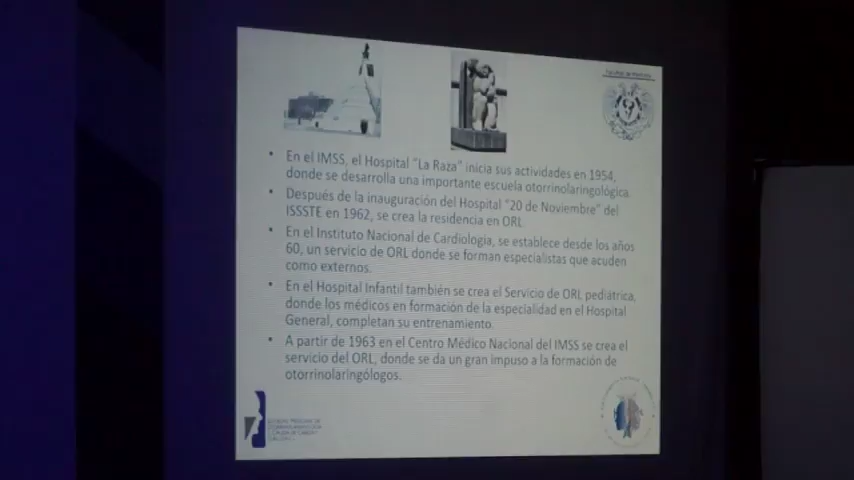 Facultad de Medicina
• En el IMSS, el Hospital "La Raza" inicia sus actividades en 1954,
donde se desarrolla una importante escuela otorrinolaringológica.
• Después de la inauguración del Hospital "20 de Noviembre" del
ISSSTE en 1962, se crea la residencia en ORL.
• En el Instituto Nacional de Cardiología, se establece desde los años
60, un servicio de ORL donde se forman especialistas que acuden
como externos.
• En el Hospital Infantil también se crea el Servicio de ORL pediátrica,
donde los médicos en formación de la especialidad en el Hospital
General, completan su entrenamiento.
• A partir de 1963 en el Centro Médico Nacional del IMSS se crea el
servicio del ORL, donde se da un gran impuso a la formación de
otorrinolaringólogos.